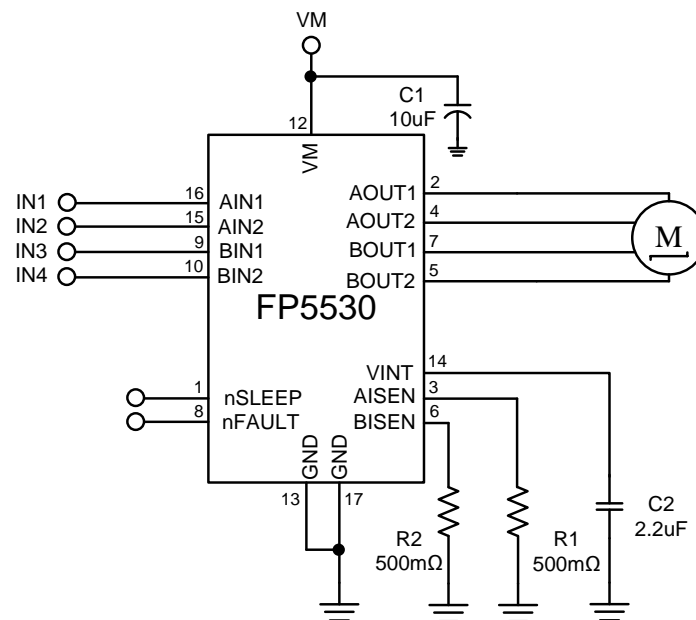 VM
C1
10uF
12
VM
IN1
16
AIN1
AOUT1
2
IN2
15
AIN2
AOUT2
4
IN3
9
BIN1
BOUT1
7
IN4
10
BIN2
BOUT2
5
M
FP5530
VINT
14
1
nSLEEP
AISEN
3
8
nFAULT
BISEN
6
GND
GND
13
17
R2
500mΩ
R1
500mΩ
C2
2.2uF